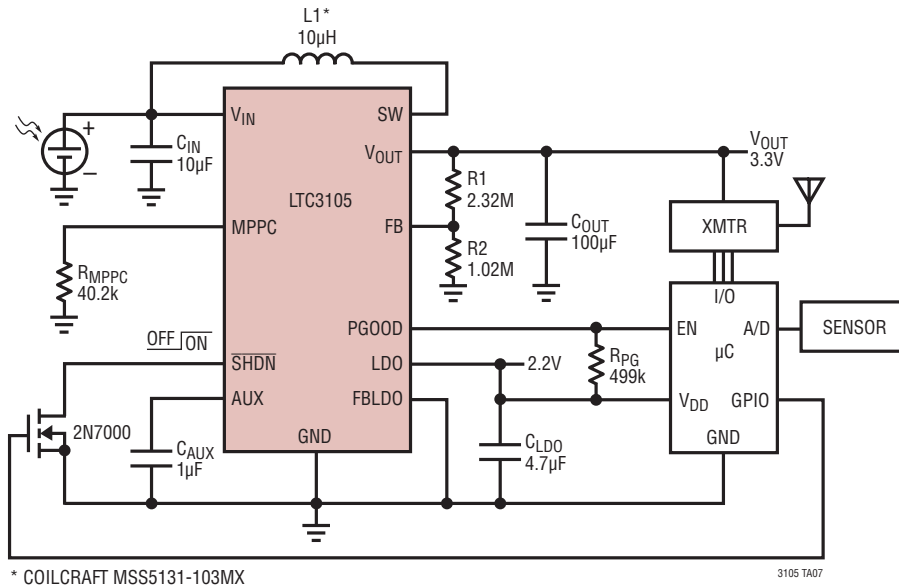 L1*
10µH
VIN
SW
+
−
CIN
10µF
VOUT
LTC3105
R1
2.32M
VOUT
3.3V
MPPC
FB
COUT
100µF
XMTR
RMPPC
40.2k
R2
1.02M
I/O
OFF ON
PGOOD
EN
A/D
SENSOR
µC
SHDN
LDO
2.2V
RPG
499k
AUX
FBLDO
VDD
GPIO
2N7000
GND
CAUX
1µF
CLDO
4.7µF
GND
* COILCRAFT MSS5131-103MX
3105 TA07